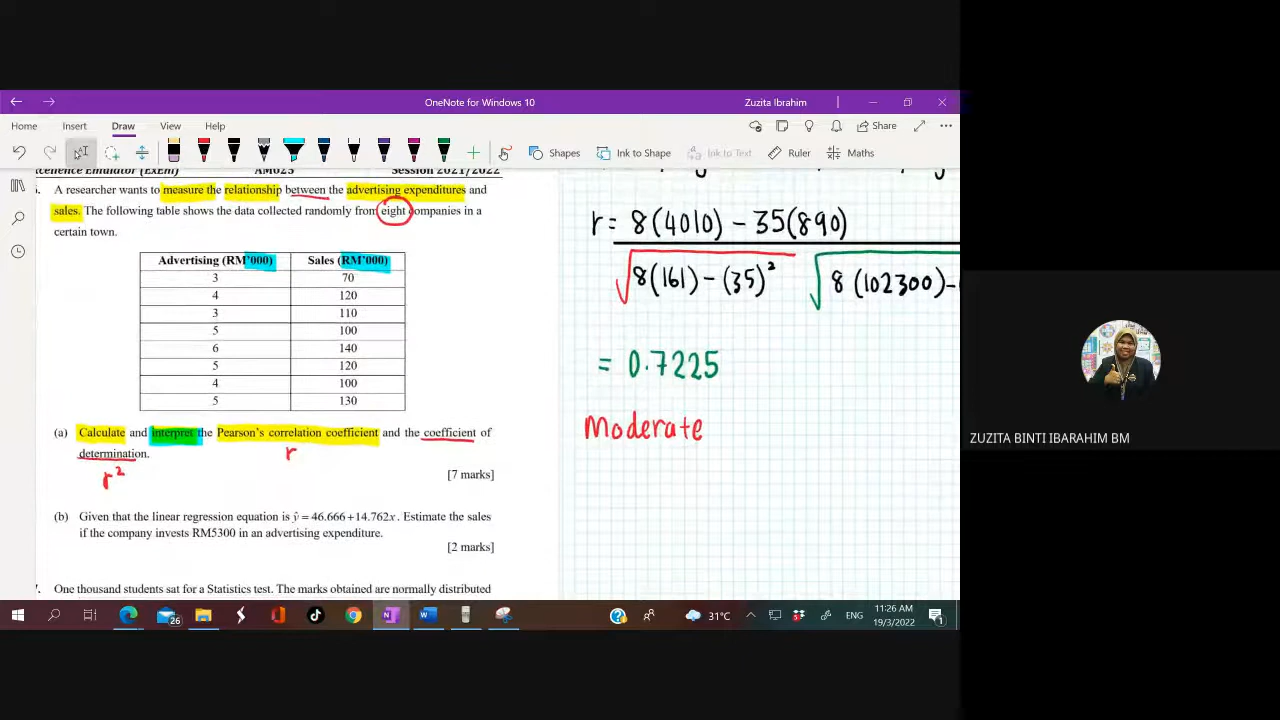 OneNote for Windows 10
Zuzita Ibrahim
Home Insert Draw View Help
Share
Shapes Ink to Shape Ink to Text Ruler Maths
xcellence Emulator (ExEm) AM025 Session 2021/2022
A researcher wants to measure the relationship between the advertising expenditures and
sales. The following table shows the data collected randomly from eight companies in a
certain town.
Advertising (RM'000) Sales (RM'000)
3 70
4 120
3 110
5 100
6 140
5 120
4 100
5 130
(a) Calculate and interpret the Pearson's correlation coefficient and the coefficient of
determination.
r
r²
[7 marks]
(b) Given that the linear regression equation is ŷ = 46.666+14.762x. Estimate the sales
if the company invests RM5300 in an advertising expenditure.
[2 marks]
7. One thousand students sat for a Statistics test. The marks obtained are normally distributed
r = 8(4010) - 35(890)
√8(161) - (35)² √8(102300)-
= 0.7225
Moderate
ZUZITA BINTI IBARAHIM BM
26
31°C
ENG
11:26 AM
19/3/2022
1